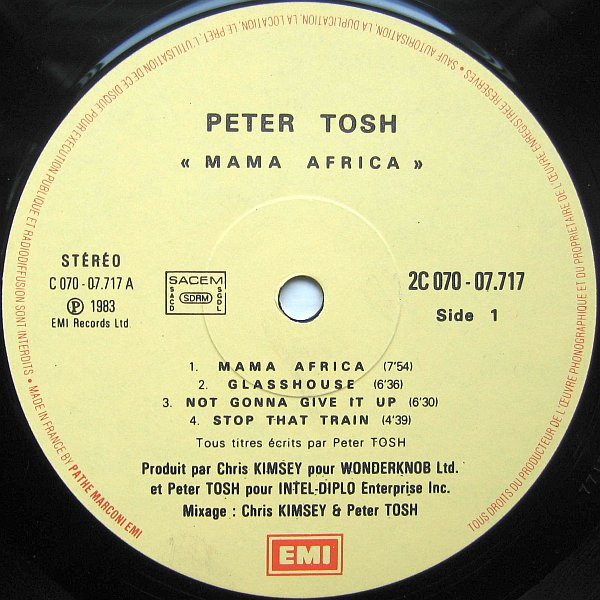 TOUS DROITS DU PRODUCTEUR DE L'ŒUVRE PHONOGRAPHIQUE ET DU PROPRIETAIRE DE L'ŒUVRE ENREGISTREE RESERVES • SAUF AUTORISATION, LA DUPLICATION, LA LOCATION, LE PRET, L'UTILISATION DE CE DISQUE POUR EXECUTION PUBLIQUE ET RADIODIFFUSION SONT INTERDITS • MADE IN FRANCE BY PATHE MARCONI EMI
PETER TOSH
« MAMA AFRICA »
STÉRÉO
C 070 - 07.717 A
Ⓟ 1983
EMI Records Ltd.
SACEM
SACD
SDRM
SGDL
2C 070 - 07.717
Side 1
1. MAMA AFRICA (7'54)
2. GLASSHOUSE (6'36)
3. NOT GONNA GIVE IT UP (6'30)
4. STOP THAT TRAIN (4'39)
Tous titres écrits par Peter TOSH
Produit par Chris KIMSEY pour WONDERKNOB Ltd.
et Peter TOSH pour INTEL-DIPLO Enterprise Inc.
Mixage : Chris KIMSEY & Peter TOSH
EMI